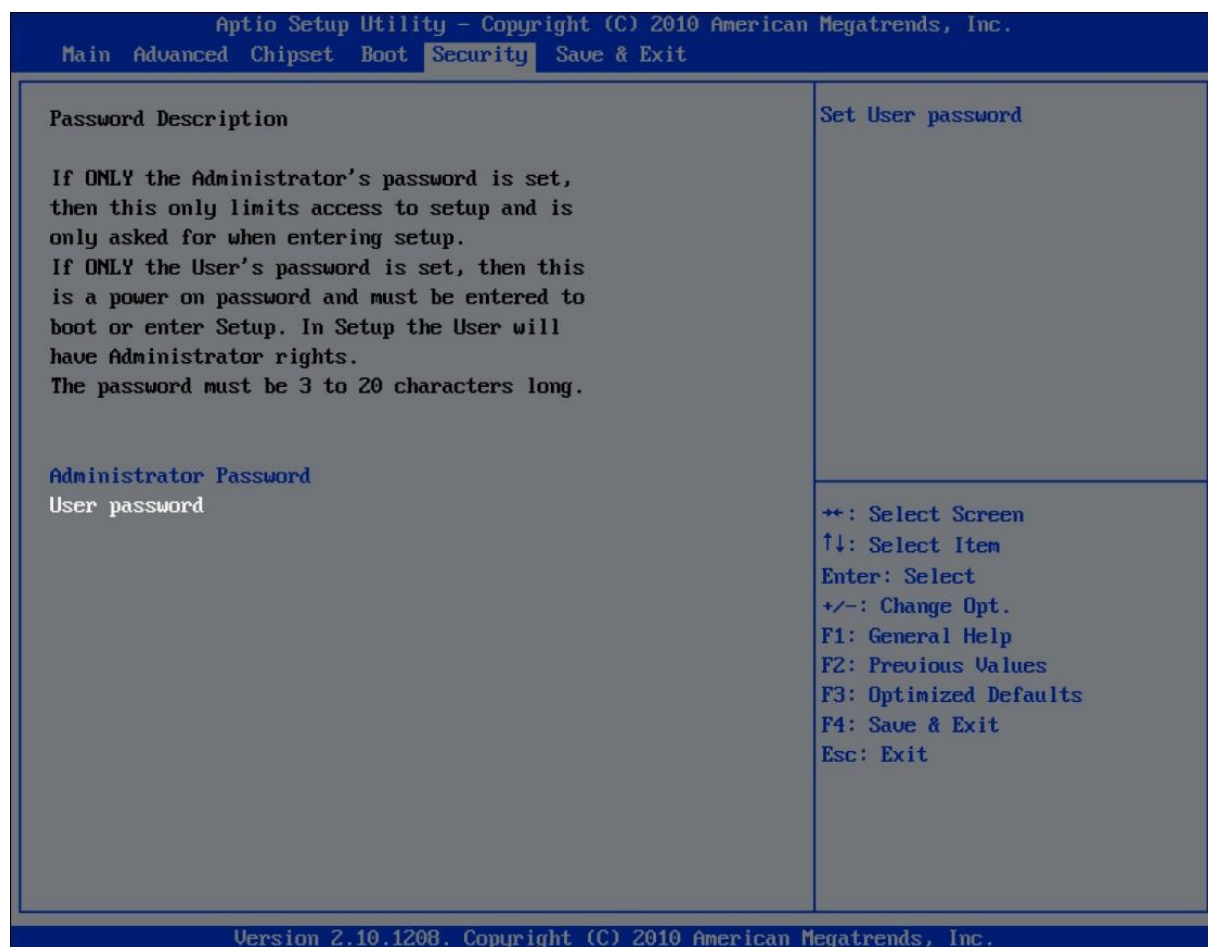 Aptio Setup Utility – Copyright (C) 2010 American Megatrends, Inc.
Main Advanced Chipset Boot Security Save & Exit
Password Description
If ONLY the Administrator's password is set,
then this only limits access to setup and is
only asked for when entering setup.
If ONLY the User's password is set, then this
is a power on password and must be entered to
boot or enter Setup. In Setup the User will
have Administrator rights.
The password must be 3 to 20 characters long.
Administrator Password
User password
Set User password
→←: Select Screen
↑↓: Select Item
Enter: Select
+/-: Change Opt.
F1: General Help
F2: Previous Values
F3: Optimized Defaults
F4: Save & Exit
Esc: Exit
Version 2.10.1208. Copyright (C) 2010 American Megatrends, Inc.